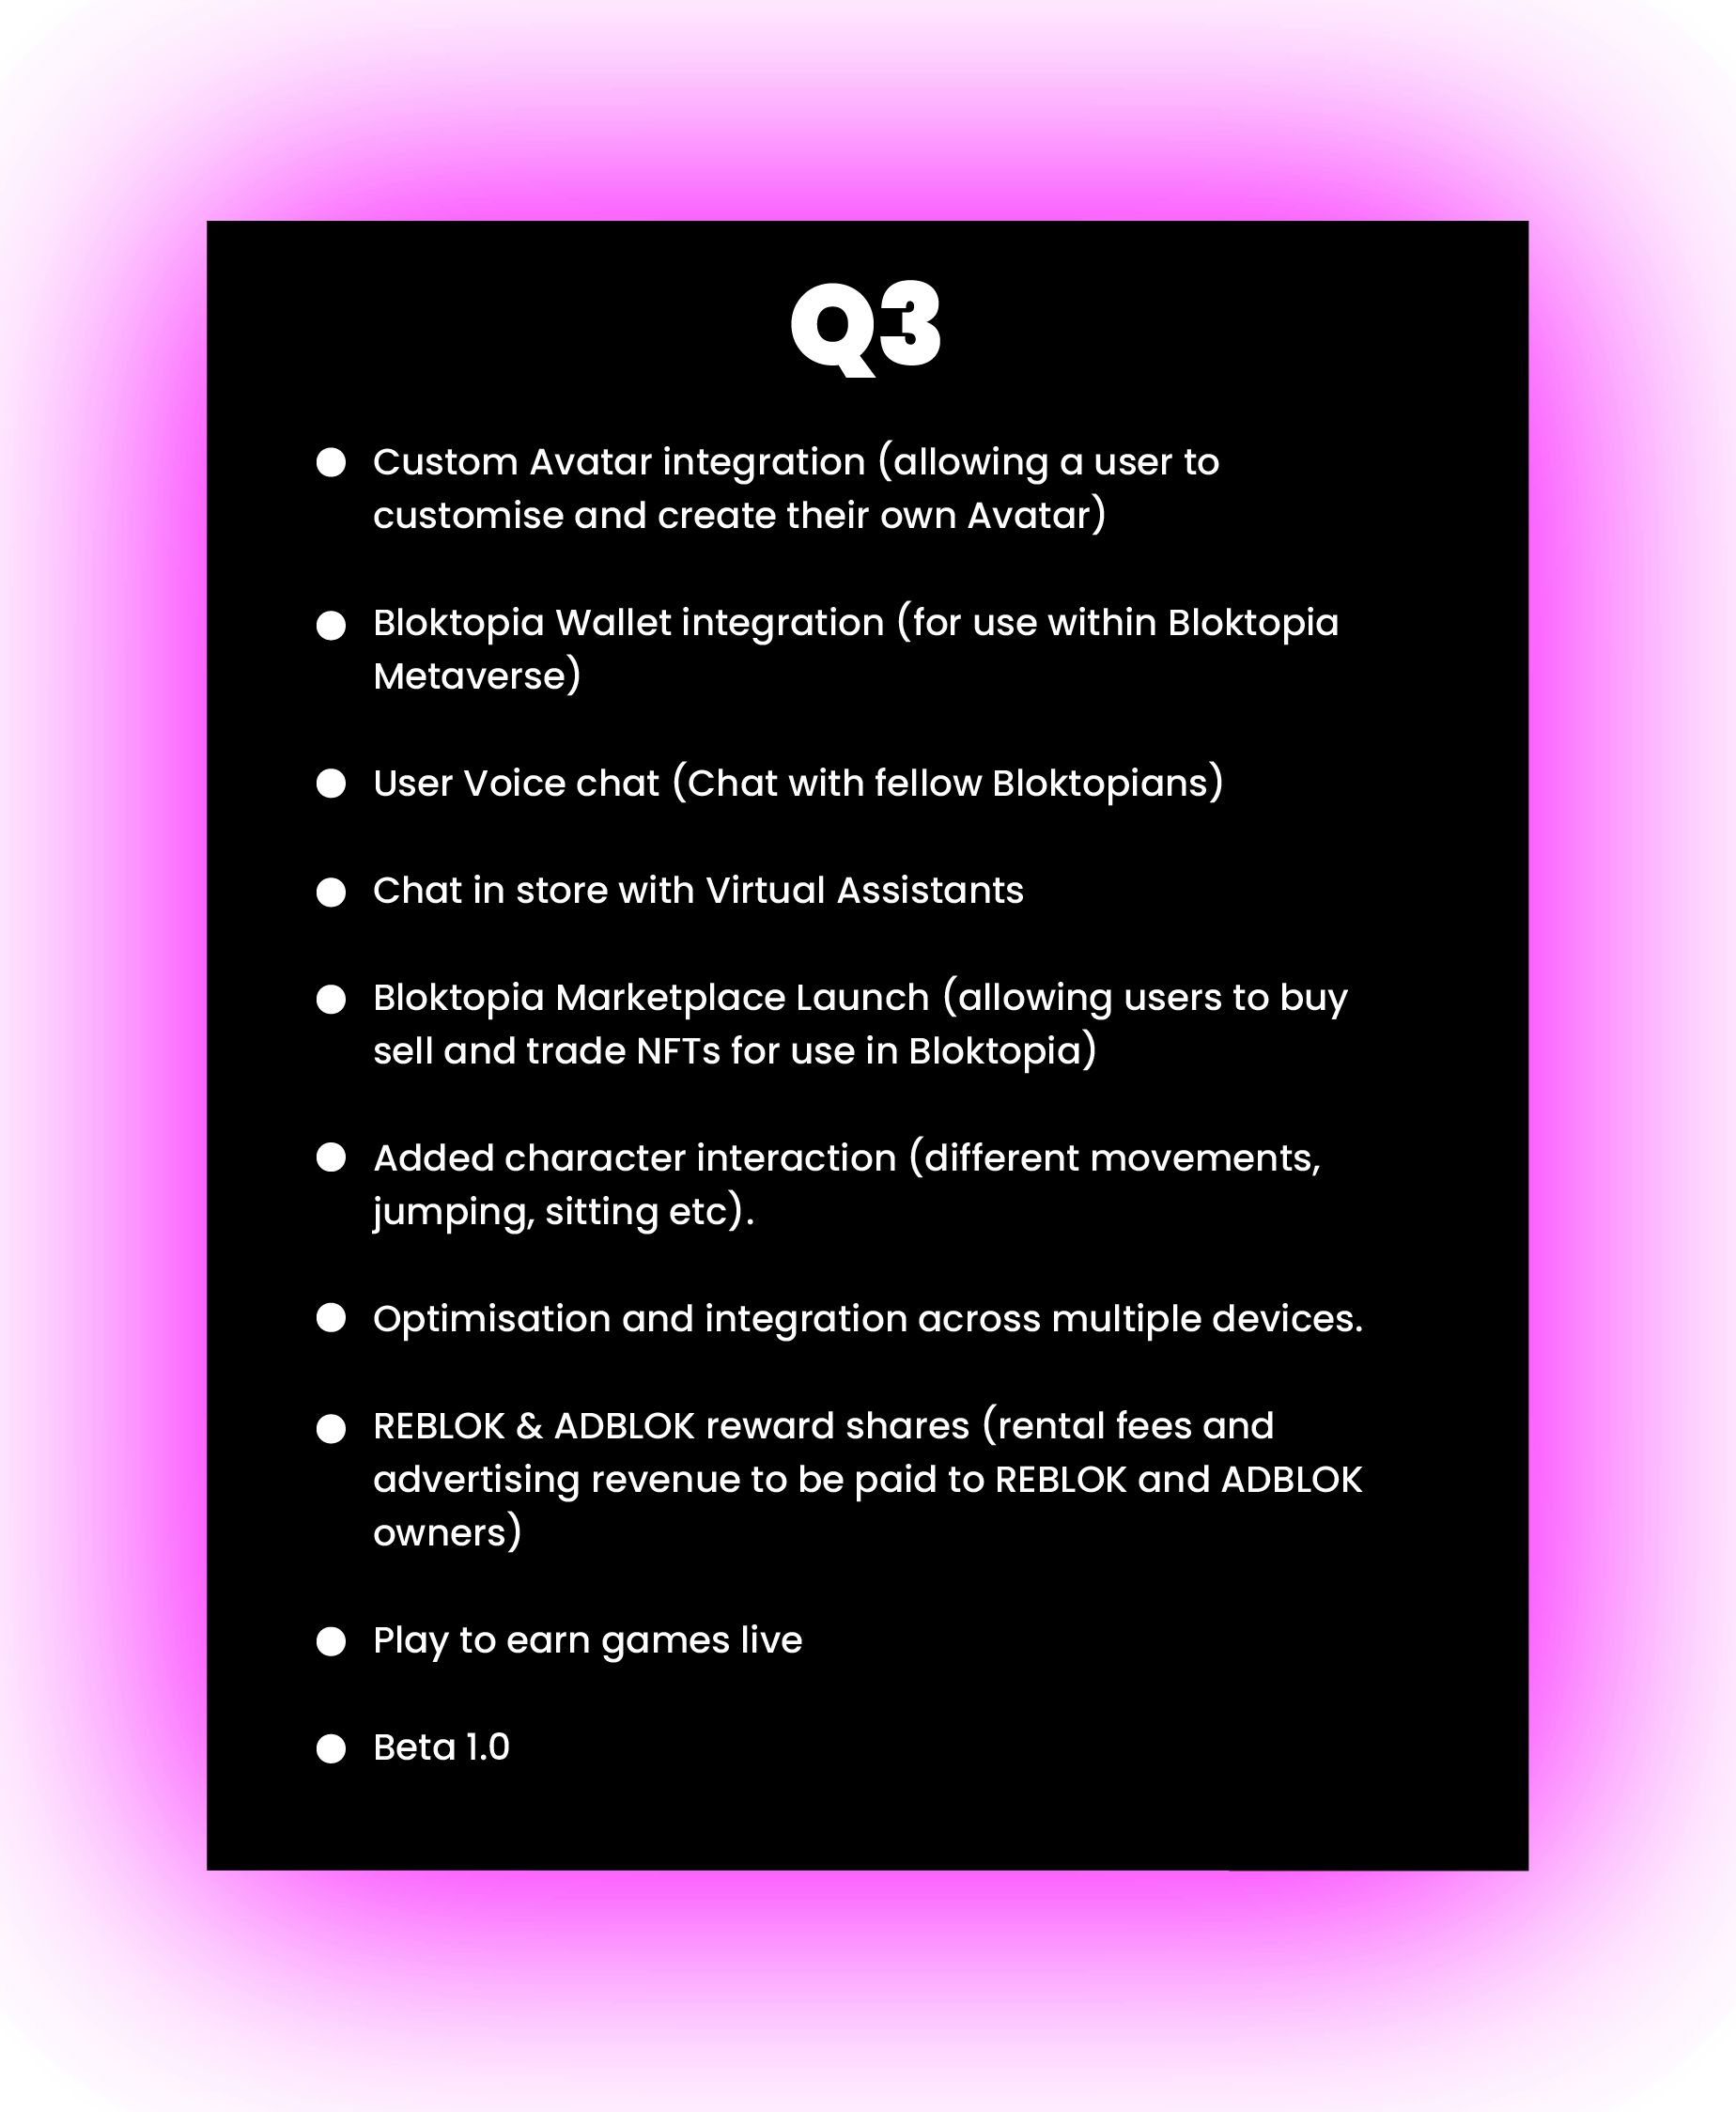 Q3
Custom Avatar integration (allowing a user to
customise and create their own Avatar)
Bloktopia Wallet integration (for use within Bloktopia
Metaverse)
User Voice chat (Chat with fellow Bloktopians)
Chat in store with Virtual Assistants
Bloktopia Marketplace Launch (allowing users to buy
sell and trade NFTs for use in Bloktopia)
Added character interaction (different movements,
jumping, sitting etc).
Optimisation and integration across multiple devices.
REBLOK & ADBLOK reward shares (rental fees and
advertising revenue to be paid to REBLOK and ADBLOK
owners)
Play to earn games live
Beta 1.0